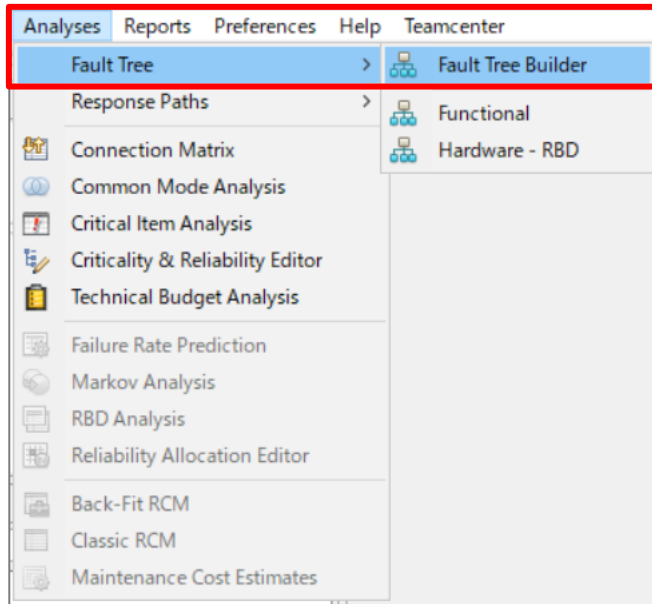 Analyses Reports Preferences Help Teamcenter
Fault Tree > Fault Tree Builder
Response Paths >
Functional
Connection Matrix
Hardware - RBD
Common Mode Analysis
Critical Item Analysis
Criticality & Reliability Editor
Technical Budget Analysis
Failure Rate Prediction
Markov Analysis
RBD Analysis
Reliability Allocation Editor
Back-Fit RCM
Classic RCM
Maintenance Cost Estimates